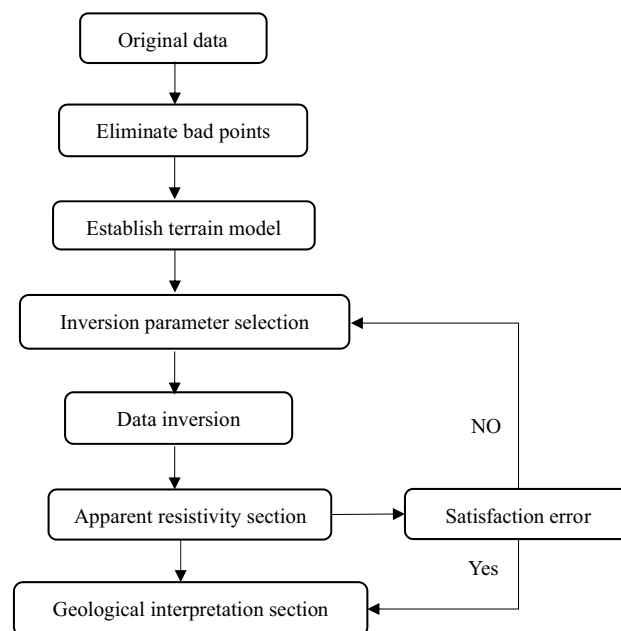 Original data
Eliminate bad points
Establish terrain model
Inversion parameter selection
Data inversion
NO
Apparent resistivity section
Satisfaction error
Yes
Geological interpretation section